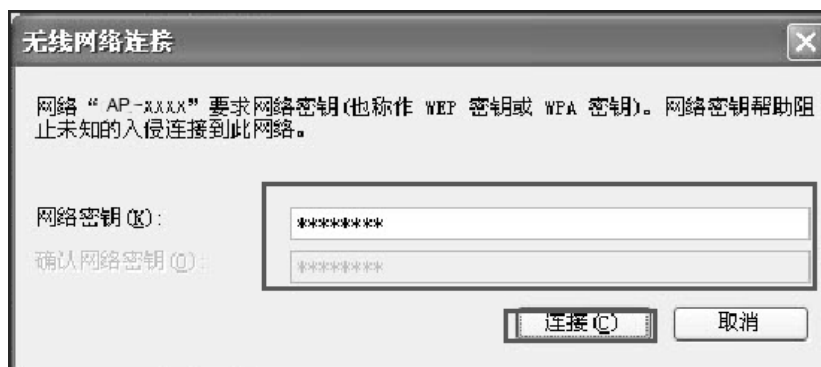 无线网络连接
网络“AP-XXXX”要求网络密钥(也称作 WEP 密钥或 WPA 密钥)。网络密钥帮助阻
止未知的入侵连接到此网络。
网络密钥(K):
********
确认网络密钥(O):
********
连接(C) 取消